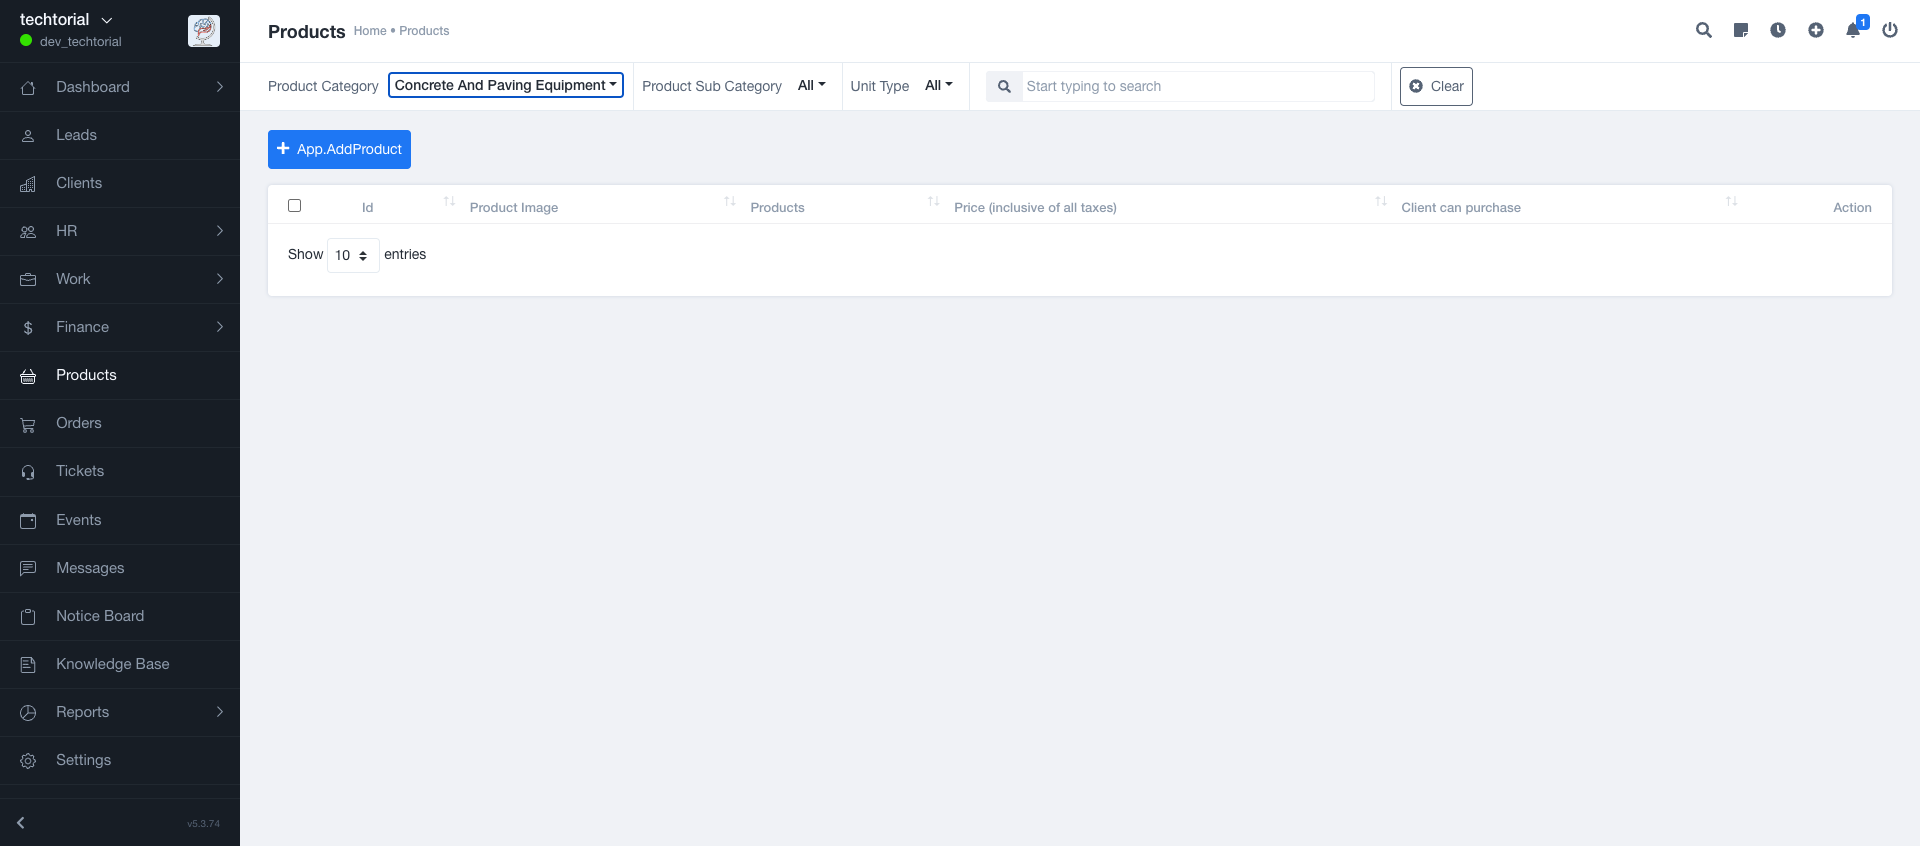 techtorial
dev_techtorial
Dashboard
Leads
Clients
HR
Work
Finance
Products
Orders
Tickets
Events
Messages
Notice Board
Knowledge Base
Reports
Settings
v5.3.74
Products Home • Products
1
Product Category Concrete And Paving Equipment Product Sub Category All Unit Type All Start typing to search Clear
App.AddProduct
Id Product Image Products Price (inclusive of all taxes) Client can purchase Action
Show 10 entries